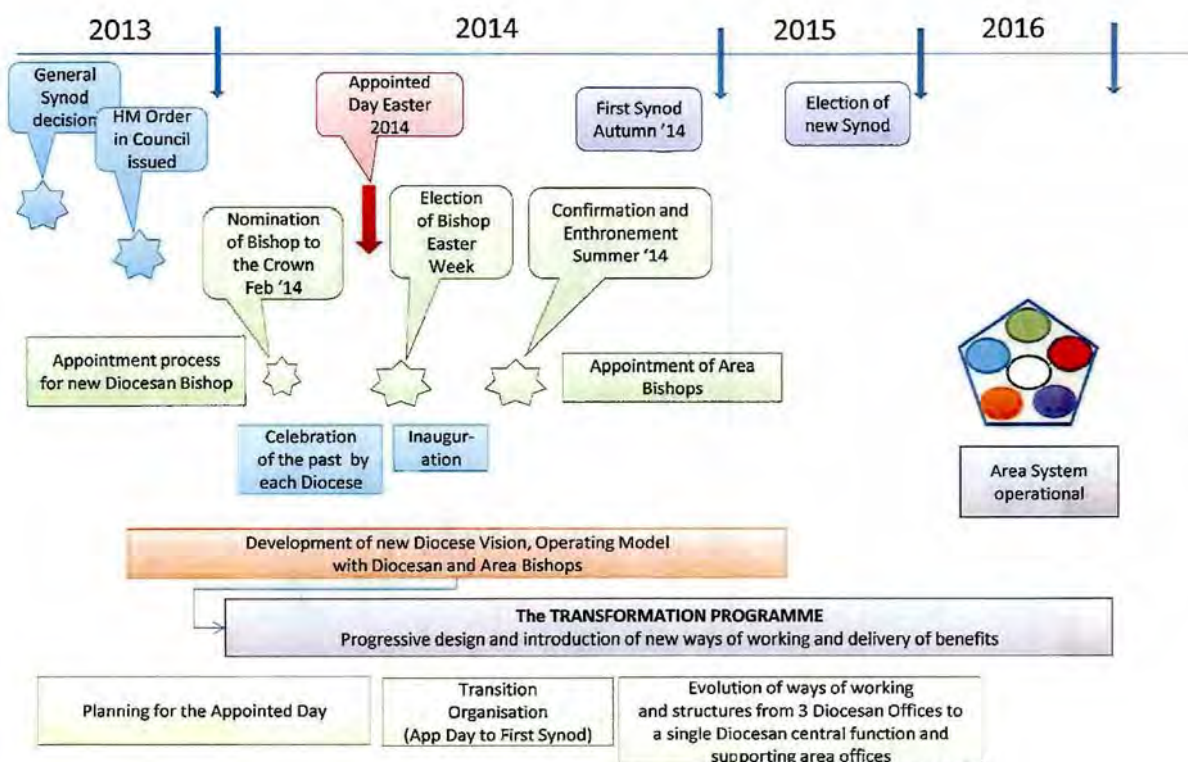 2013
2014
2015
2016
General
Synod
decision
HM Order
in Council
issued
Appointed
Day Easter
2014
First Synod
Autumn '14
Election of
new Synod
Nomination
of Bishop to
the Crown
Feb '14
Election
of Bishop
Easter
Week
Confirmation and
Enthronement
Summer '14
Appointment process
for new Diocesan Bishop
Appointment of Area
Bishops
Celebration
of the past by
each Diocese
Inaugur-
ation
Area System
operational
Development of new Diocese Vision, Operating Model
with Diocesan and Area Bishops
The TRANSFORMATION PROGRAMME
Progressive design and introduction of new ways of working and delivery of benefits
Planning for the Appointed Day
Transition
Organisation
(App Day to First Synod)
Evolution of ways of working
and structures from 3 Diocesan Offices to
a single Diocesan central function and
supporting area offices